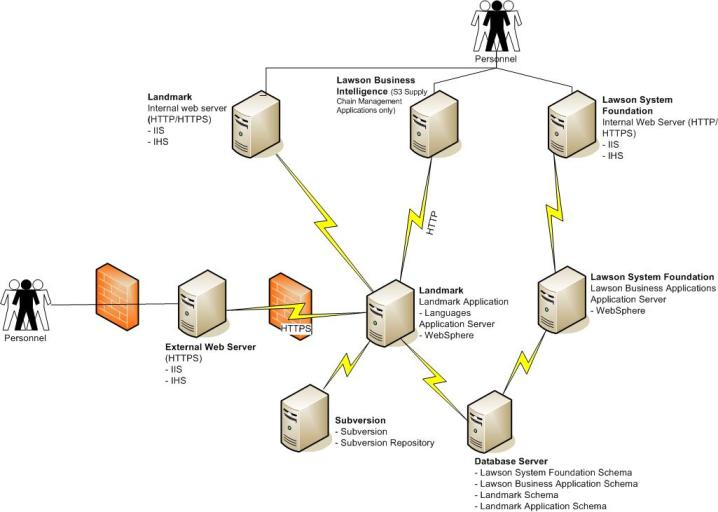 Personnel
Landmark
Internal web server
(HTTP/HTTPS)
- IIS
- IHS
Lawson Business
Intelligence (S3 Supply
Chain Management
Applications only)
Lawson System
Foundation
Internal Web Server (HTTP/
HTTPS)
- IIS
- IHS
HTTP
Personnel
External Web Server
(HTTPS)
- IIS
- IHS
HTTPS
Landmark
Landmark Application
- Languages
Application Server
- WebSphere
Lawson System Foundation
Lawson Business Applications
Application Server
- WebSphere
Subversion
- Subversion
- Subversion Repository
Database Server
- Lawson System Foundation Schema
- Lawson Business Application Schema
- Landmark Schema
- Landmark Application Schema